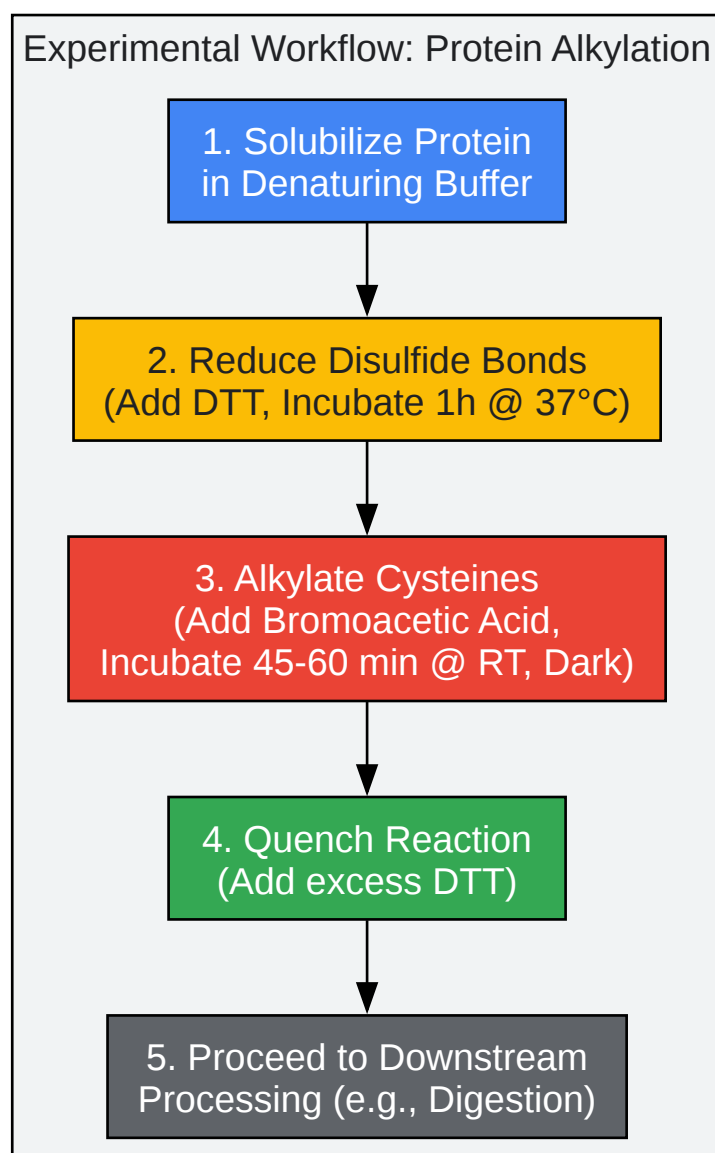 Experimental Workflow: Protein Alkylation
1. Solubilize Protein
in Denaturing Buffer
2. Reduce Disulfide Bonds
(Add DTT, Incubate 1h @ 37°C)
3. Alkylate Cysteines
(Add Bromoacetic Acid,
Incubate 45-60 min @ RT, Dark)
4. Quench Reaction
(Add excess DTT)
5. Proceed to Downstream
Processing (e.g., Digestion)